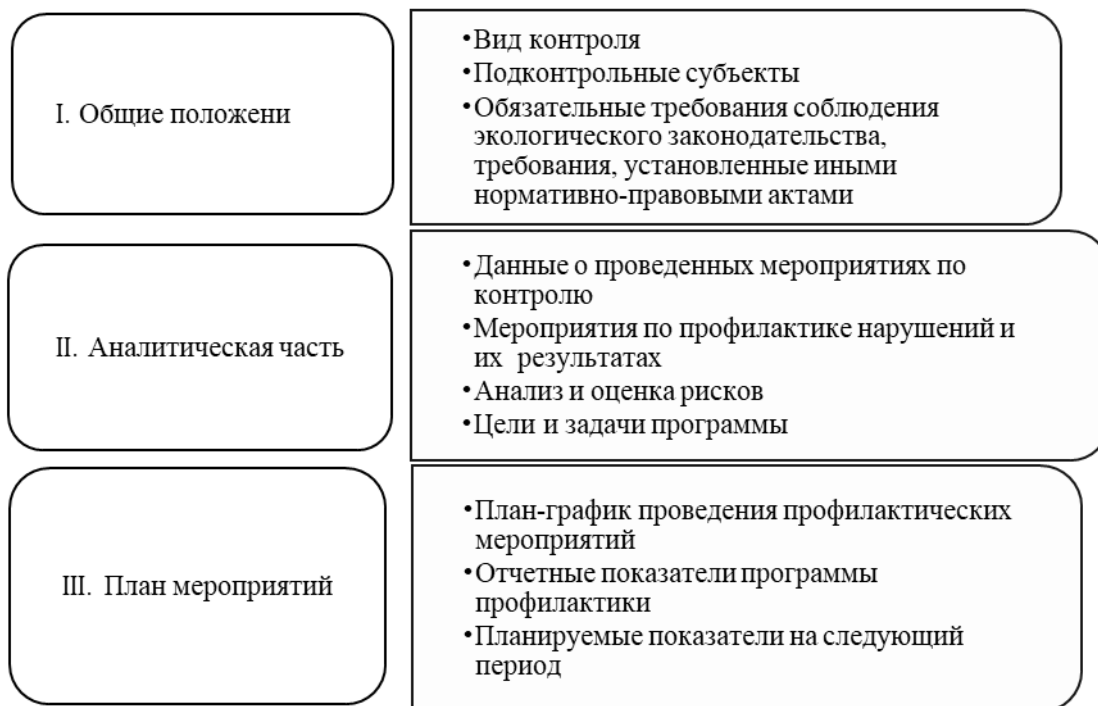 I. Общие положени
•Вид контроля
•Подконтрольные субъекты
•Обязательные требования соблюдения
экологического законодательства,
требования, установленные иными
нормативно-правовыми актами
II. Аналитическая часть
•Данные о проведенных мероприятиях по
контролю
•Мероприятия по профилактике нарушений и
их результатах
•Анализ и оценка рисков
•Цели и задачи программы
III. План мероприятий
•План-график проведения профилактических
мероприятий
•Отчетные показатели программы
профилактики
•Планируемые показатели на следующий
период